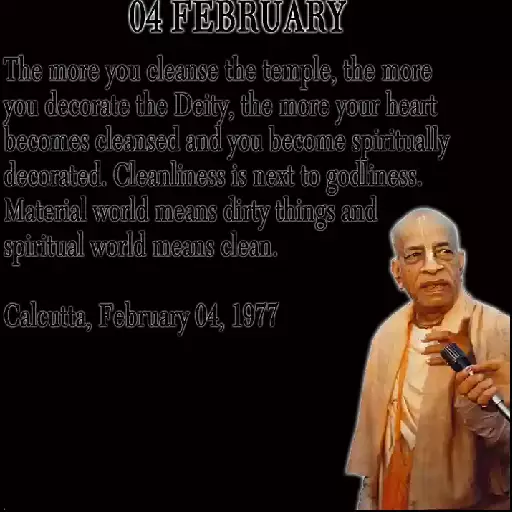 04 FEBRUARY
The more you cleanse the temple, the more
you decorate the Deity, the more your heart
becomes cleansed and you become spiritually
decorated. Cleanliness is next to godliness.
Material world means dirty things and
spiritual world means clean.
Calcutta, February 04, 1977